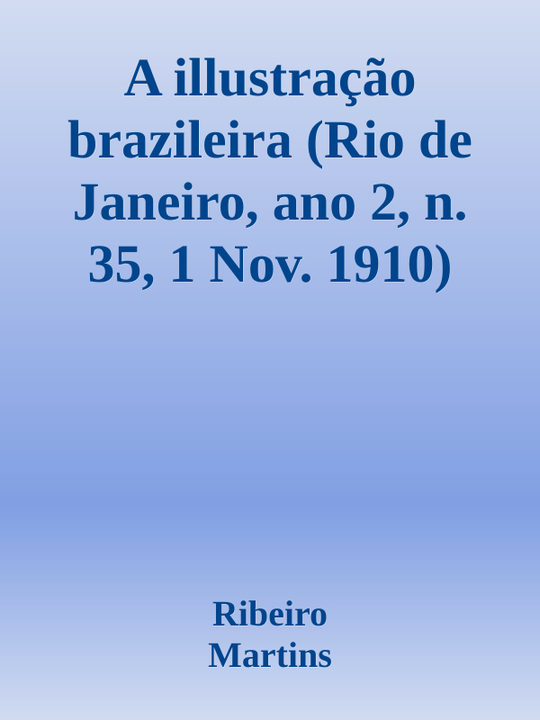 A illustração
brazileira (Rio de
Janeiro, ano 2, n.
35, 1 Nov. 1910)
Ribeiro
Martins